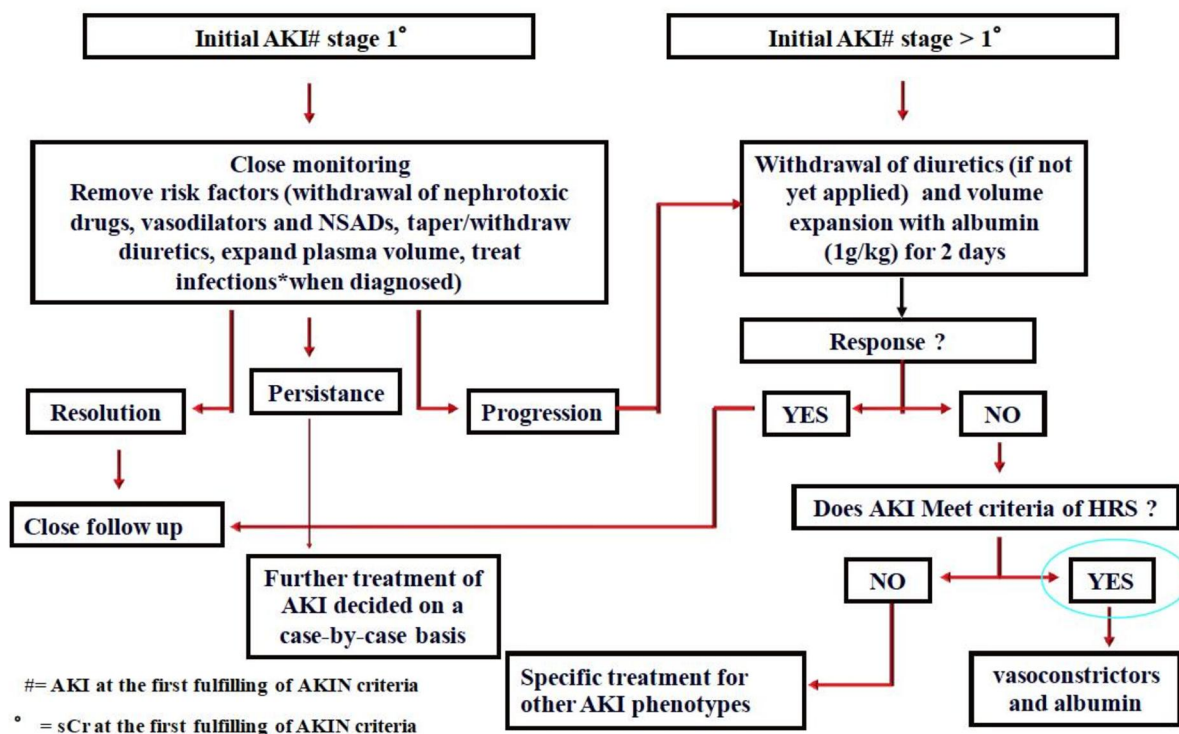 Initial AKI# stage 1°
Initial AKI# stage > 1°
Close monitoring
Remove risk factors (withdrawal of nephrotoxic
drugs, vasodilators and NSADs, taper/withdraw
diuretics, expand plasma volume, treat
infections*when diagnosed)
Withdrawal of diuretics (if not
yet applied) and volume
expansion with albumin
(1g/kg) for 2 days
Response ?
Resolution
Persistance
Progression
YES
NO
Close follow up
Does AKI Meet criteria of HRS ?
Further treatment of
AKI decided on a
case-by-case basis
NO
YES
Specific treatment for
other AKI phenotypes
vasoconstrictors
and albumin
#= AKI at the first fulfilling of AKIN criteria
° = sCr at the first fulfilling of AKIN criteria